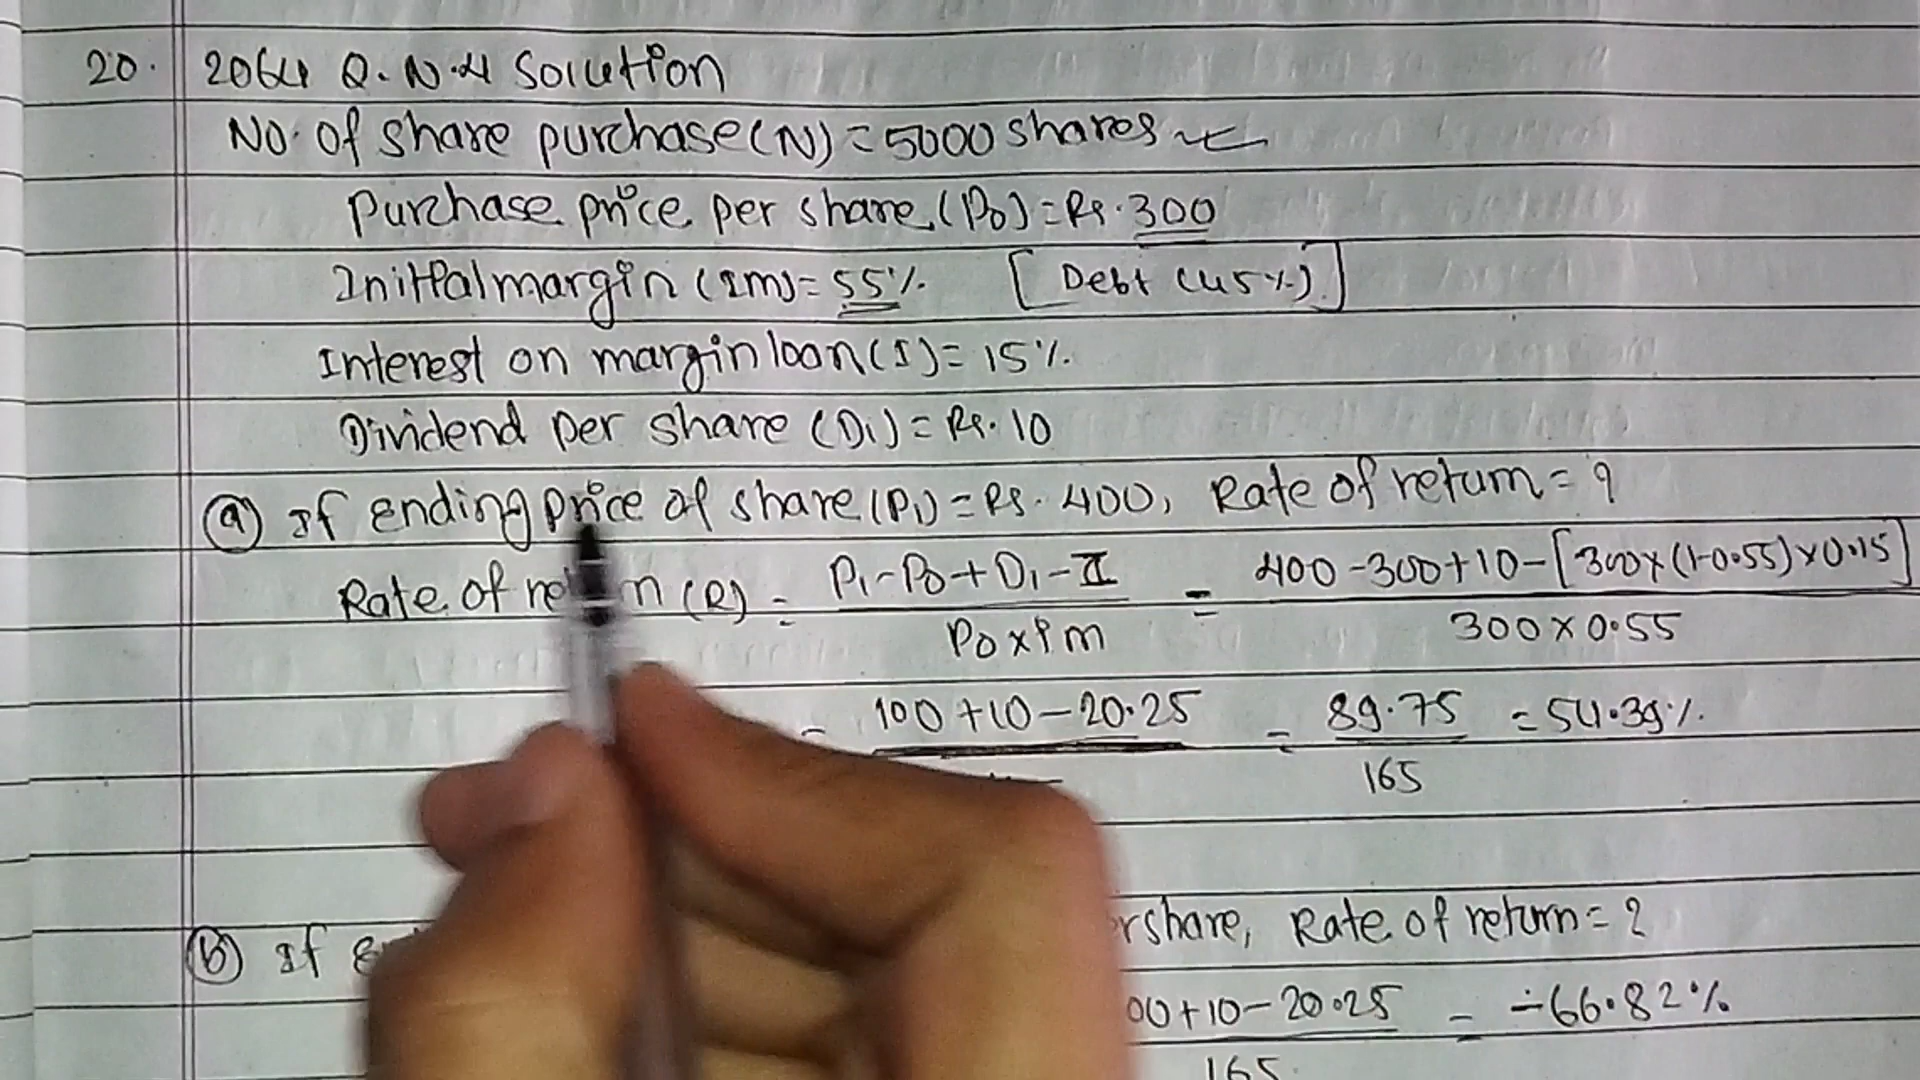 20. 2064 Q.N.4 Solution
No. of share purchase (N) = 5000 shares
Purchase price per share (P0) = Rs. 300
Initial margin (Im) = 55% [Debt (45%)]
Interest on margin loan (I) = 15%
Dividend per share (D1) = Rs. 10
(a) If ending price of share (P1) = Rs. 400, Rate of return = ?
Rate of re n (R) = P1 - P0 + D1 - II / P0 x im = 400 - 300 + 10 - [300 x (1-0.55) x 0.15] / 300 x 0.55
= 100 + 10 - 20.25 = 89.75 / 165 = 54.39%
(b) If rshare, Rate of return = ?
00 + 10 - 20.25 / 165 = -66.82%